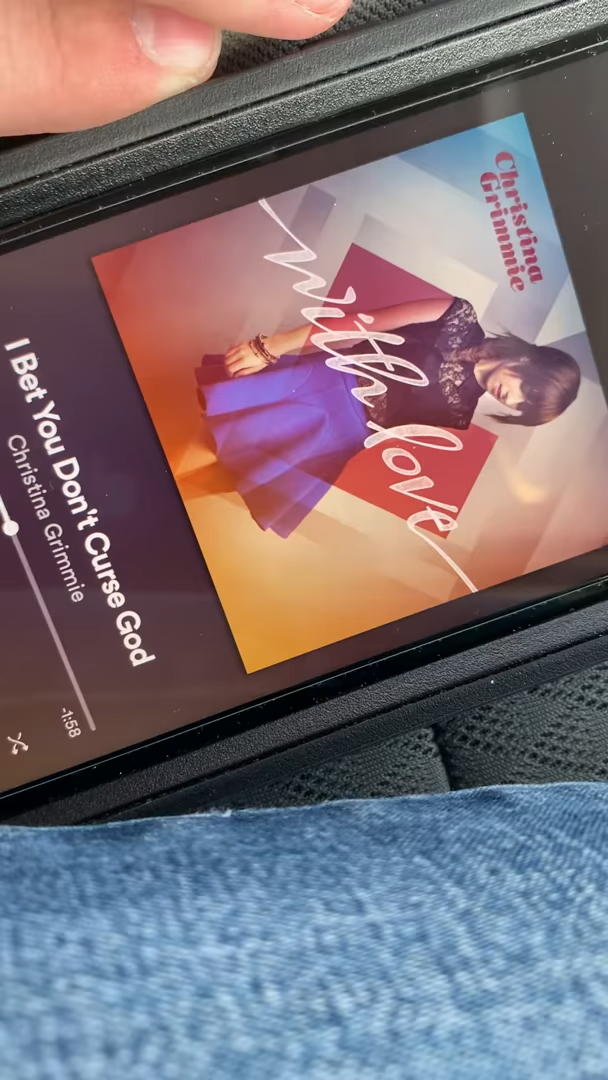 Christina
Grimmie
with love
I Bet You Don't Curse God
Christina Grimmie
-1:58